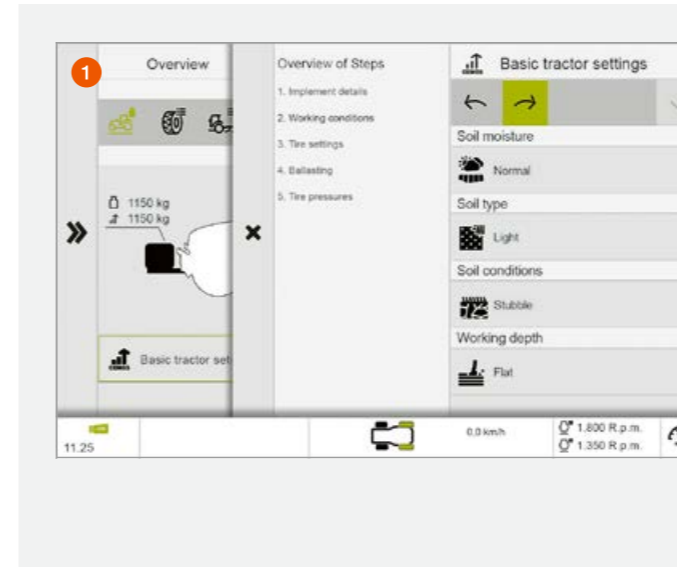 1
Overview
1150 kg
1150 kg
Basic tractor set
Overview of Steps
1. Implement details
2. Working conditions
3. Tire settings
4. Ballasting
5. Tire pressures
CEMOS
Basic tractor settings
Soil moisture
Normal
Soil type
Light
Soil conditions
Stubble
Working depth
Flat
11.25
0,0 km/h
1.800 R.p.m.
1.350 R.p.m.